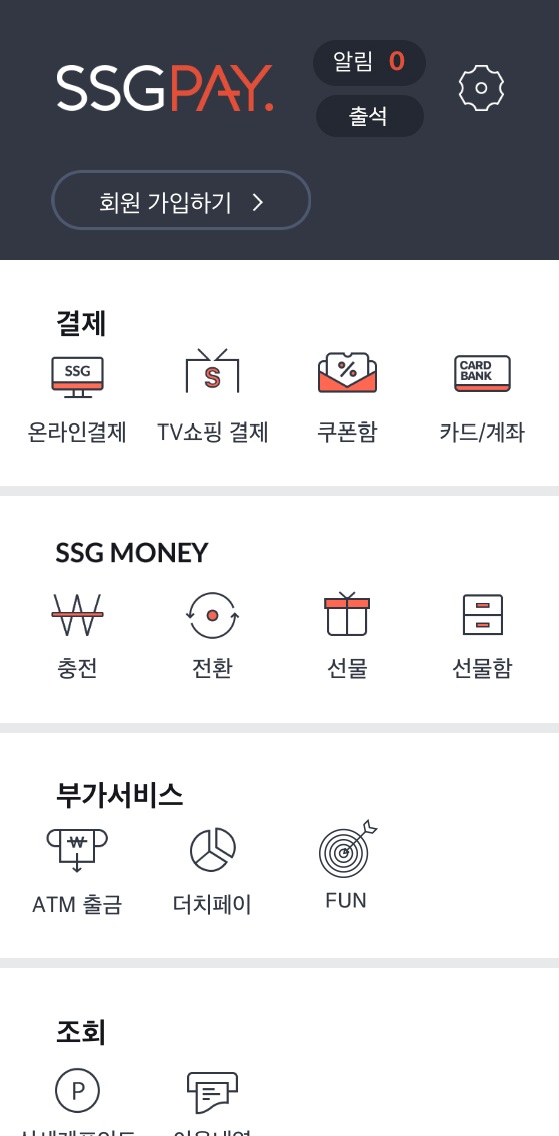 SSGPAY.
알림 0
출석
회원 가입하기 >
결제
SSG
S
%
CARD
BANK
온라인결제 TV쇼핑 결제 쿠폰함 카드/계좌
SSG MONEY
충전 전환 선물 선물함
부가서비스
₩
ATM 출금 더치페이 FUN
조회
P